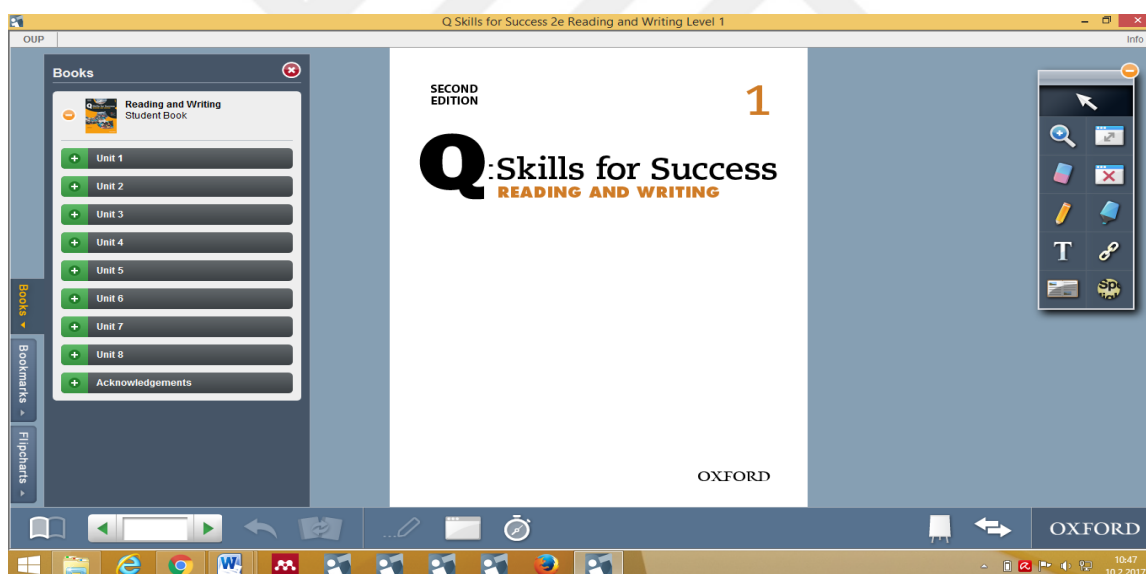 Q Skills for Success 2e Reading and Writing Level 1
OUP
Info
Books
Reading and Writing
Student Book
Unit 1
Unit 2
Unit 3
Unit 4
Unit 5
Unit 6
Unit 7
Unit 8
Acknowledgements
Books
Bookmarks
Flipcharts
SECOND
EDITION
1
Q:Skills for Success
READING AND WRITING
OXFORD
T
OXFORD
10:47